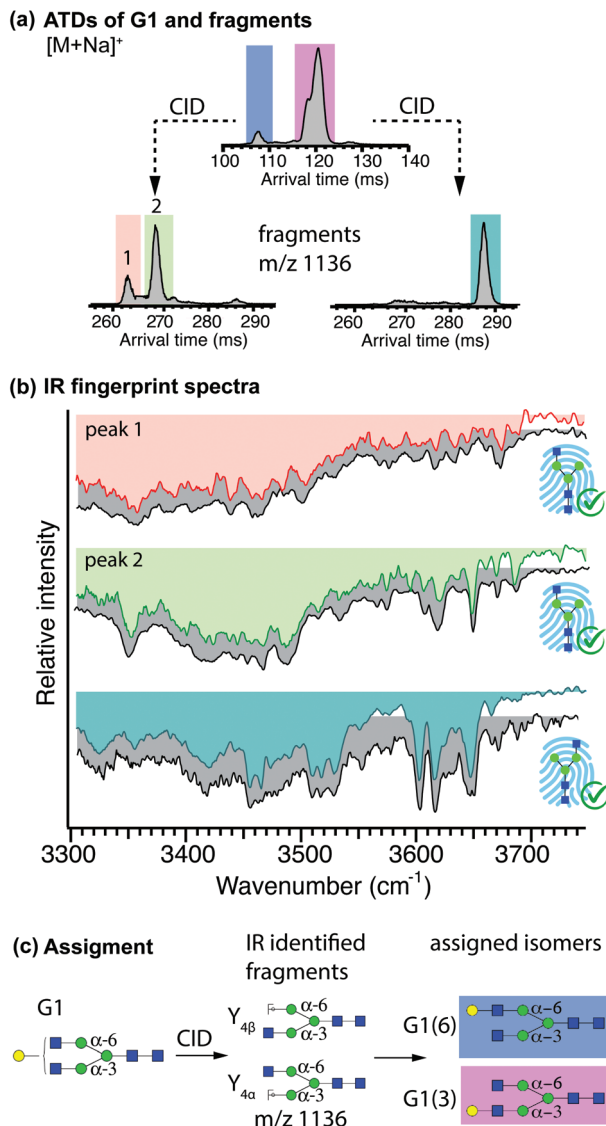 (a) ATDs of G1 and fragments
[M+Na]⁺
CID
CID
100 110 120 130 140
Arrival time (ms)
2
1
fragments
m/z 1136
260 270 280 290
Arrival time (ms)
260 270 280 290
Arrival time (ms)
(b) IR fingerprint spectra
peak 1
peak 2
Relative intensity
3300 3400 3500 3600 3700
Wavenumber (cm⁻¹)
(c) Assigment
IR identified
fragments
assigned isomers
G1
α-6
α-3
CID
Y4β
α-6
α-3
Y4α
α-6
α-3
m/z 1136
G1(6)
α-6
α-3
G1(3)
α-6
α-3